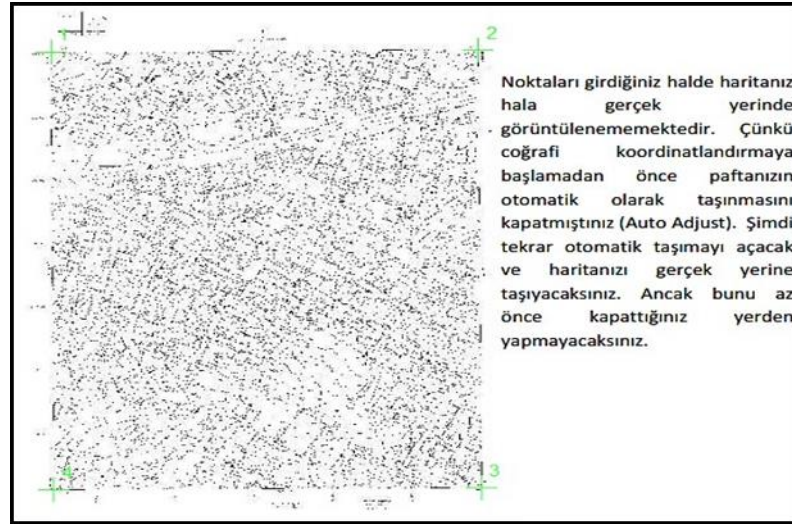 1
2
Noktaları girdiğiniz halde haritanız
hala gerçek yerinde
görüntülenememektedir. Çünkü
coğrafi koordinatlandırmaya
başlamadan önce paftanızın
otomatik olarak taşınmasını
kapatmıştınız (Auto Adjust). Şimdi
tekrar otomatik taşımayı açacak
ve haritanızı gerçek yerine
taşıyacaksınız. Ancak bunu az
önce kapattığınız yerden
yapmayacaksınız.
4
3